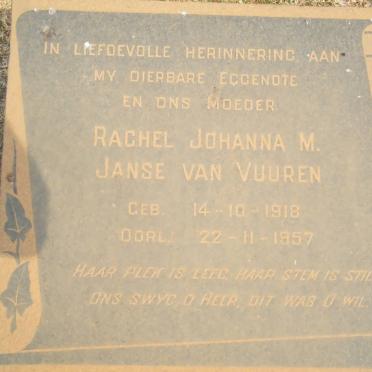 IN LIEFDEVOLLE HERINNERING AAN
MY DIERBARE EGGENOTE
EN ONS MOEDER
RACHEL JOHANNA M.
JANSE VAN VUUREN
GEB. 14-10-1918
OORL. 22-11-1957
HAAR PLEK IS LEEG, HAAR STEM IS STIL
ONS SWYG, O HEER, DIT WAS U WIL